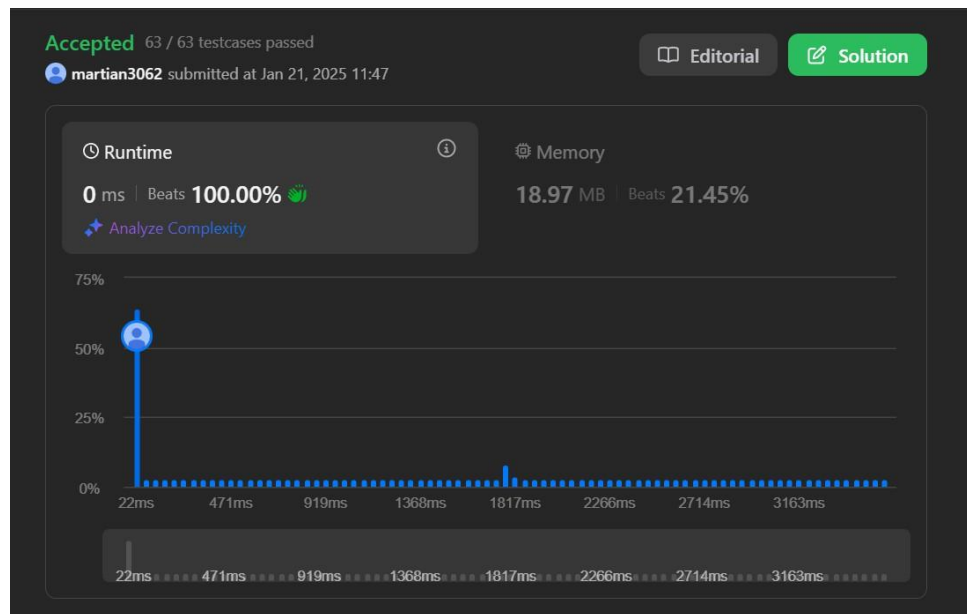 Accepted 63 / 63 testcases passed
Editorial
Solution
martian3062 submitted at Jan 21, 2025 11:47
Runtime
0 ms | Beats 100.00%
Analyze Complexity
Memory
18.97 MB | Beats 21.45%
75%
50%
25%
0%
22ms 471ms 919ms 1368ms 1817ms 2266ms 2714ms 3163ms
22ms 471ms 919ms 1368ms 1817ms 2266ms 2714ms 3163ms